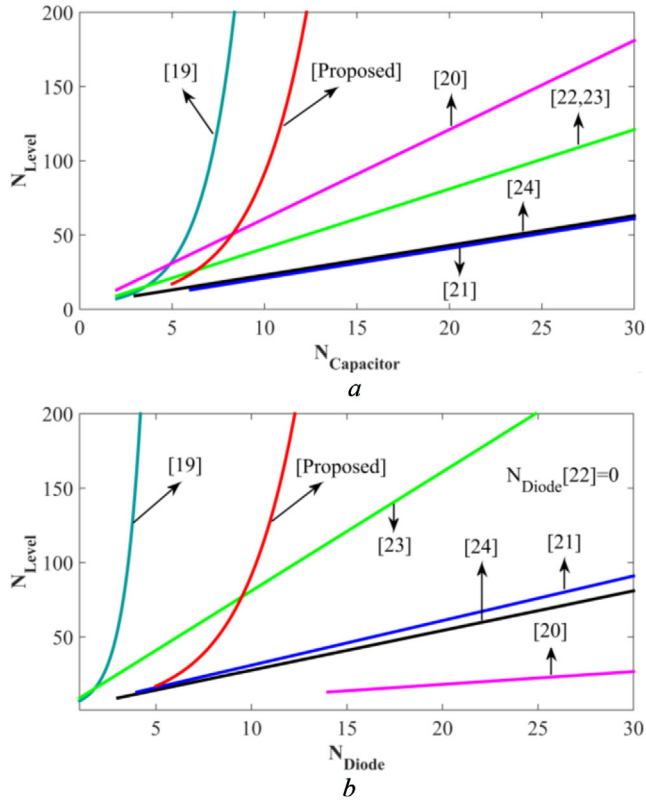 200
150
100
50
0
N_Level
[19]
[Proposed]
[20]
[22,23]
[24]
[21]
0 5 10 15 20 25 30
N_Capacitor
a
200
150
100
50
N_Level
[19]
[Proposed]
N_Diode[22]=0
[23]
[24]
[21]
[20]
5 10 15 20 25 30
N_Diode
b